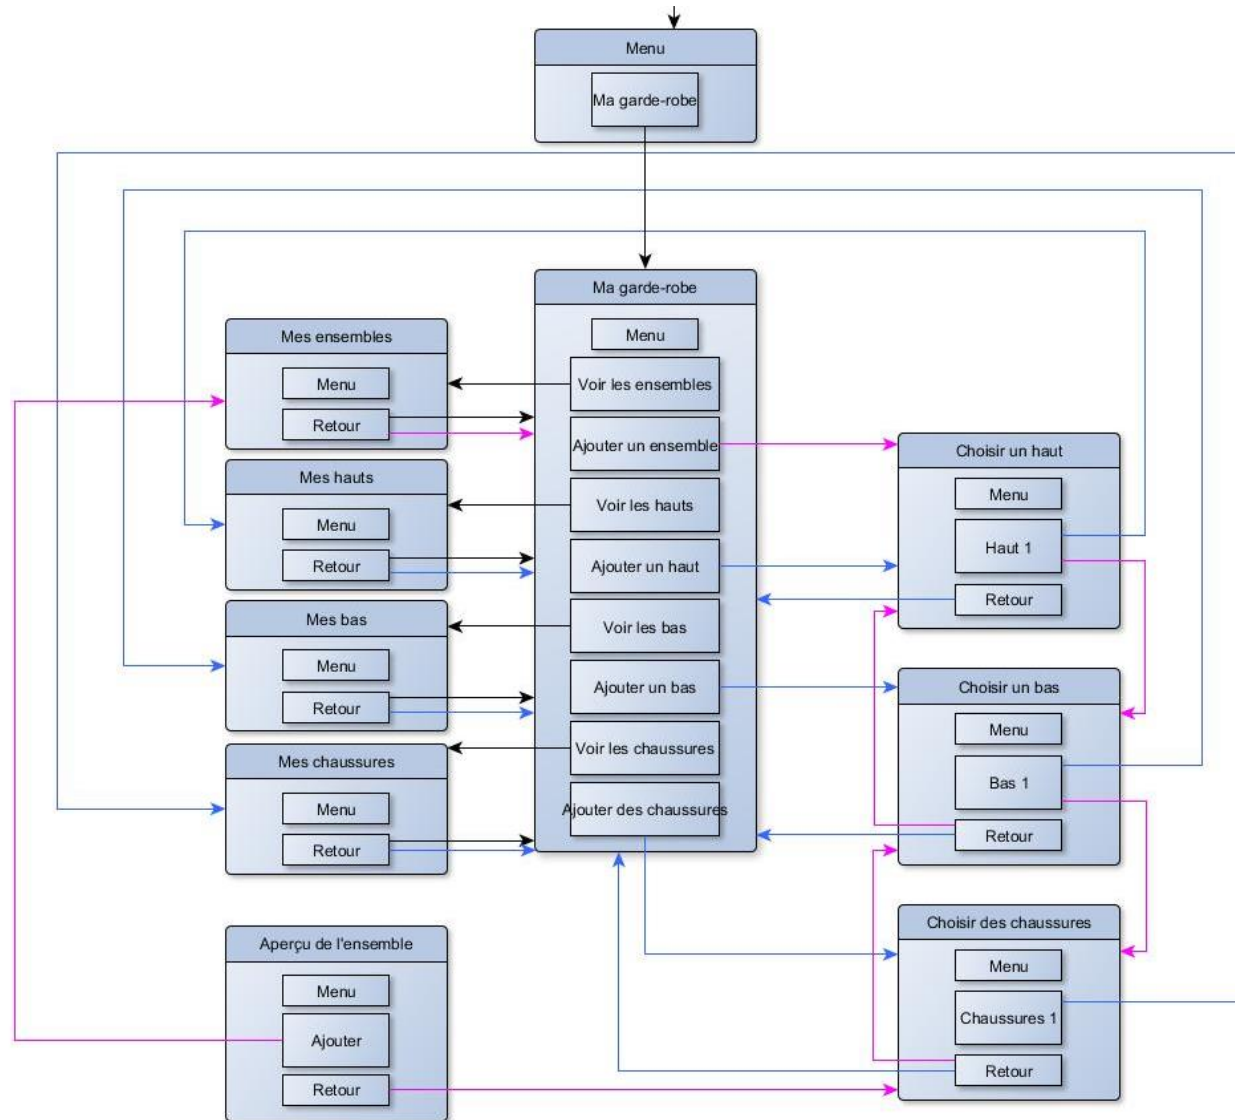 Menu
Ma garde-robe
Ma garde-robe
Menu
Voir les ensembles
Ajouter un ensemble
Voir les hauts
Ajouter un haut
Voir les bas
Ajouter un bas
Voir les chaussures
Ajouter des chaussures
Mes ensembles
Menu
Retour
Mes hauts
Menu
Retour
Mes bas
Menu
Retour
Mes chaussures
Menu
Retour
Aperçu de l'ensemble
Menu
Ajouter
Retour
Choisir un haut
Menu
Haut 1
Retour
Choisir un bas
Menu
Bas 1
Retour
Choisir des chaussures
Menu
Chaussures 1
Retour